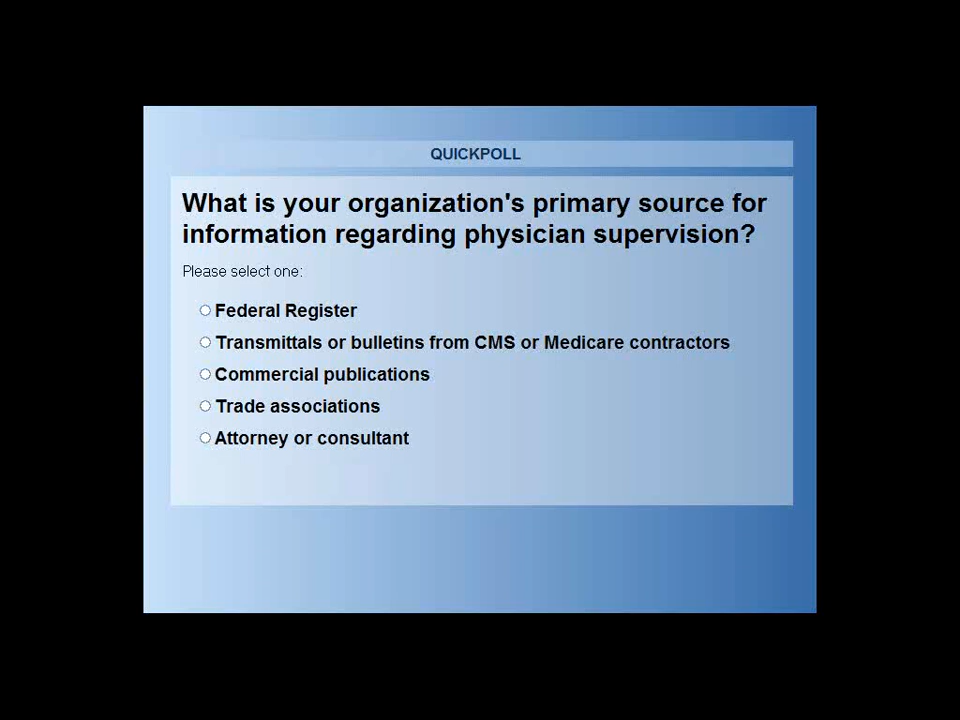 QUICKPOLL
What is your organization's primary source for
information regarding physician supervision?
Please select one:
Federal Register
Transmittals or bulletins from CMS or Medicare contractors
Commercial publications
Trade associations
Attorney or consultant